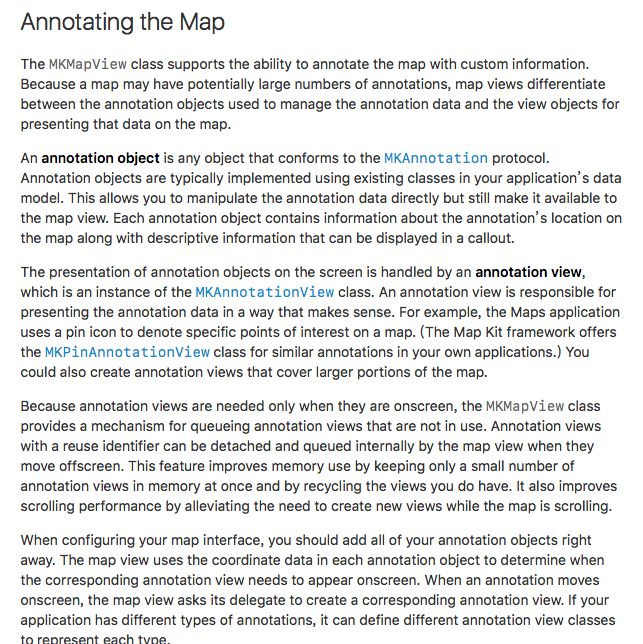 Annotating the Map
The MKMapView class supports the ability to annotate the map with custom information.
Because a map may have potentially large numbers of annotations, map views differentiate
between the annotation objects used to manage the annotation data and the view objects for
presenting that data on the map.
An annotation object is any object that conforms to the MKAnnotation protocol.
Annotation objects are typically implemented using existing classes in your application's data
model. This allows you to manipulate the annotation data directly but still make it available to
the map view. Each annotation object contains information about the annotation's location on
the map along with descriptive information that can be displayed in a callout.
The presentation of annotation objects on the screen is handled by an annotation view,
which is an instance of the MKAnnotationView class. An annotation view is responsible for
presenting the annotation data in a way that makes sense. For example, the Maps application
uses a pin icon to denote specific points of interest on a map. (The Map Kit framework offers
the MKPinAnnotationView class for similar annotations in your own applications.) You
could also create annotation views that cover larger portions of the map.
Because annotation views are needed only when they are onscreen, the MKMapView class
provides a mechanism for queueing annotation views that are not in use. Annotation views
with a reuse identifier can be detached and queued internally by the map view when they
move offscreen. This feature improves memory use by keeping only a small number of
annotation views in memory at once and by recycling the views you do have. It also improves
scrolling performance by alleviating the need to create new views while the map is scrolling.
When configuring your map interface, you should add all of your annotation objects right
away. The map view uses the coordinate data in each annotation object to determine when
the corresponding annotation view needs to appear onscreen. When an annotation moves
onscreen, the map view asks its delegate to create a corresponding annotation view. If your
application has different types of annotations, it can define different annotation view classes
to represent each type.